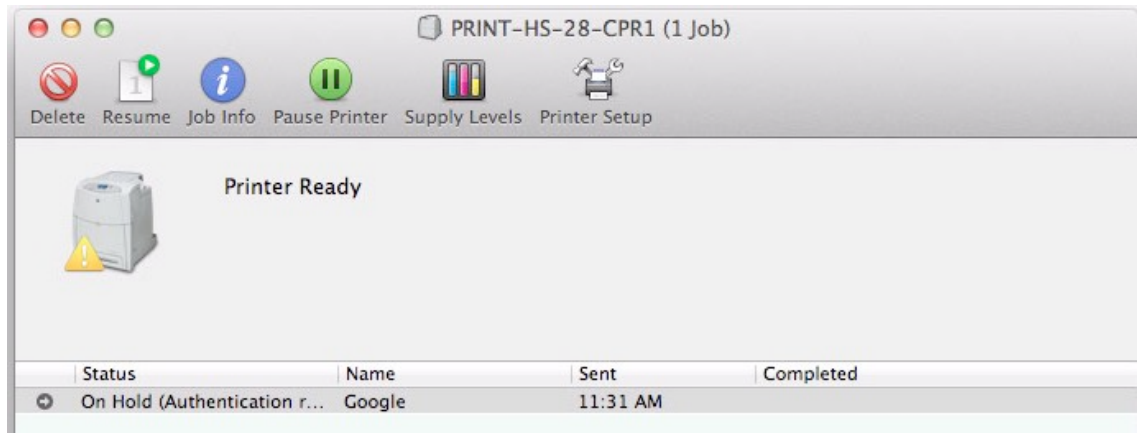 PRINT-HS-28-CPR1 (1 Job)
1
i
Delete Resume Job Info Pause Printer Supply Levels Printer Setup
Printer Ready
Status Name Sent Completed
On Hold (Authentication r... Google 11:31 AM